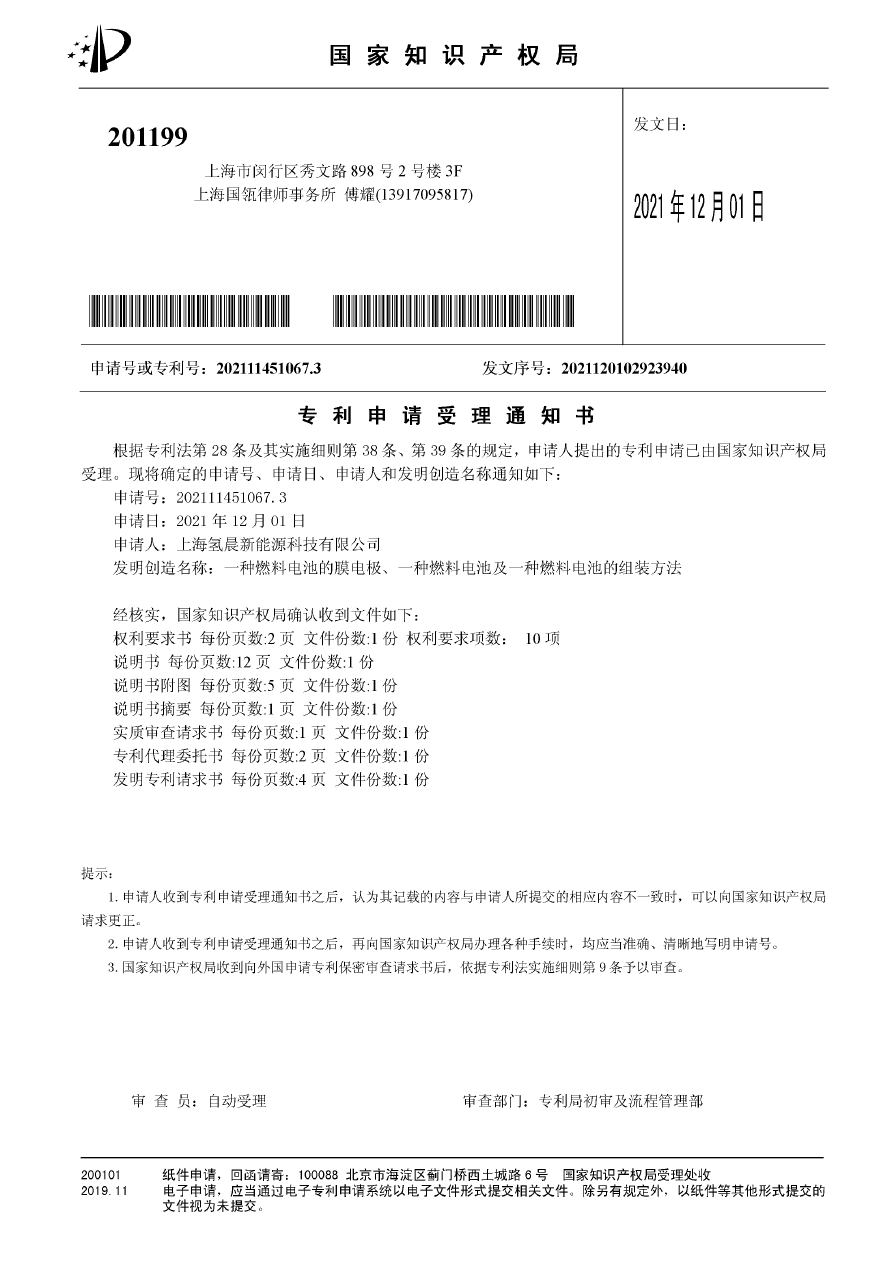 国家知识产权局
201199
上海市闵行区秀文路 898 号 2 号楼 3F
上海国瓴律师事务所 傅耀(13917095817)
发文日：
2021 年 12 月 01 日
申请号或专利号：202111451067.3
发文序号：2021120102923940
专利申请受理通知书
根据专利法第 28 条及其实施细则第 38 条、第 39 条的规定，申请人提出的专利申请已由国家知识产权局
受理。现将确定的申请号、申请日、申请人和发明创造名称通知如下：
申请号：202111451067.3
申请日：2021 年 12 月 01 日
申请人：上海氢晨新能源科技有限公司
发明创造名称：一种燃料电池的膜电极、一种燃料电池及一种燃料电池的组装方法
经核实，国家知识产权局确认收到文件如下：
权利要求书 每份页数:2 页 文件份数:1 份 权利要求项数： 10 项
说明书 每份页数:12 页 文件份数:1 份
说明书附图 每份页数:5 页 文件份数:1 份
说明书摘要 每份页数:1 页 文件份数:1 份
实质审查请求书 每份页数:1 页 文件份数:1 份
专利代理委托书 每份页数:2 页 文件份数:1 份
发明专利请求书 每份页数:4 页 文件份数:1 份
提示：
1.申请人收到专利申请受理通知书之后，认为其记载的内容与申请人所提交的相应内容不一致时，可以向国家知识产权局
请求更正。
2.申请人收到专利申请受理通知书之后，再向国家知识产权局办理各种手续时，均应当准确、清晰地写明申请号。
3.国家知识产权局收到向外国申请专利保密审查请求书后，依据专利法实施细则第 9 条予以审查。
审 查 员：自动受理
审查部门：专利局初审及流程管理部
200101 纸件申请，回函请寄：100088 北京市海淀区蓟门桥西土城路 6 号 国家知识产权局受理处收
2019.11 电子申请，应当通过电子专利申请系统以电子文件形式提交相关文件。除另有规定外，以纸件等其他形式提交的
文件视为未提交。